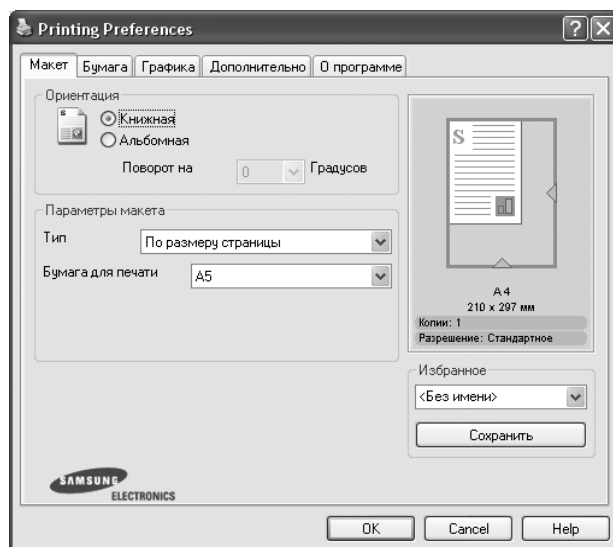 Printing Preferences
Макет Бумага Графика Дополнительно О программе
Ориентация
Книжная
Альбомная
Поворот на 0 Градусов
Параметры макета
Тип По размеру страницы
Бумага для печати A5
S
A4
210 x 297 мм
Копии: 1
Разрешение: Стандартное
Избранное
<Без имени>
Сохранить
SAMSUNG
ELECTRONICS
OK Cancel Help